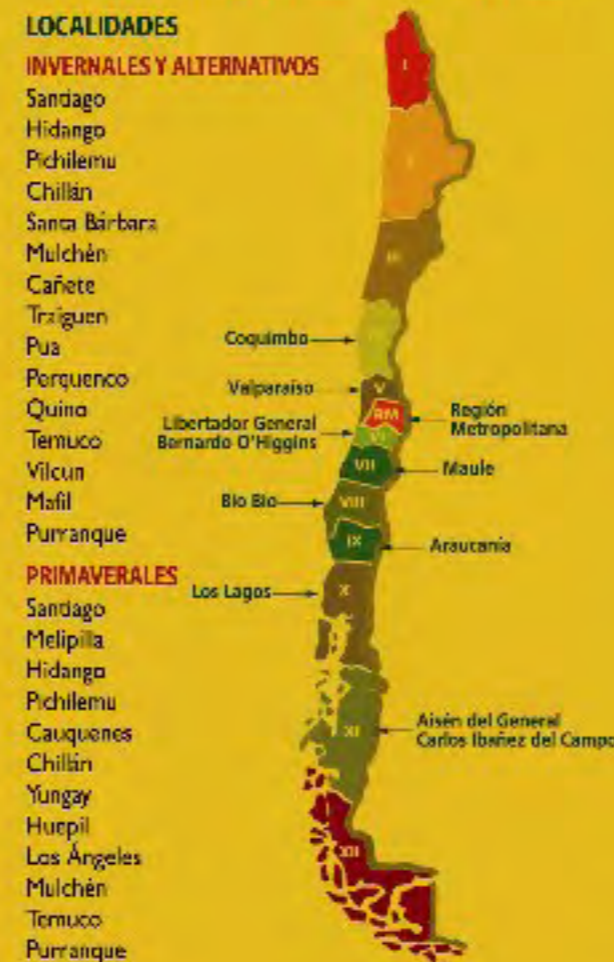 LOCALIDADES
INVERNALES Y ALTERNATIVOS
Santiago
Hidango
Pichilemu
Chillán
Santa Bárbara
Mulchén
Cañete
Traiguen
Pua
Perquenco
Quino
Temuco
Vilcun
Mafil
Purranque
PRIMAVERALES
Santiago
Melipilla
Hidango
Pichilemu
Cauquenes
Chillán
Yungay
Huepil
Los Ángeles
Mulchén
Temuco
Purranque
I
Coquimbo
Valparaíso
V
RM
Región
Metropolitana
Libertador General
Bernardo O'Higgins
VI
VII
Maule
Bío Bío
VIII
IX
Araucanía
Los Lagos
X
XI
Aisén del General
Carlos Ibañez del Campo
XII